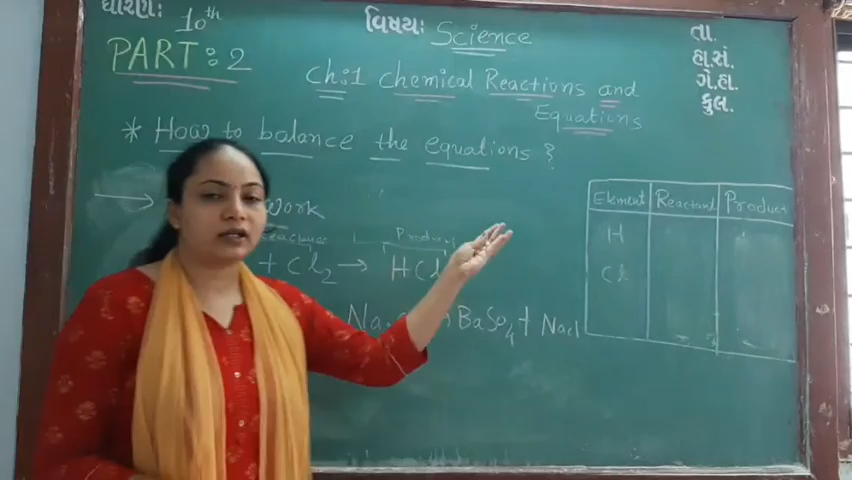 ધોરણ: 10th
વિષય: Science
તા.
હા.સં.
ગે.હા.
કુલ.
PART: 2
Ch:1 Chemical Reactions and
Equations.
* How to balance the equations ?
→ work
Element Reactant Product
H
Cl
Product
+ Cl2 → HCl
Na BaSo4 + Nacl